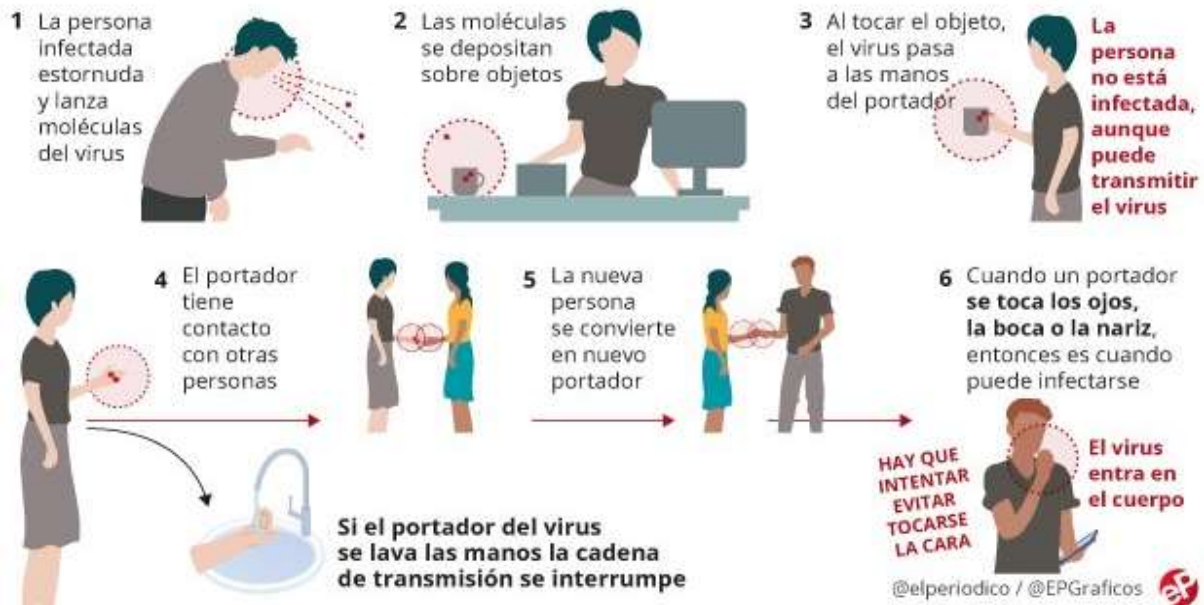 1 La persona
infectada
estornuda
y lanza
moléculas
del virus
2 Las moléculas
se depositan
sobre objetos
3 Al tocar el objeto,
el virus pasa
a las manos
del portador
La
persona
no está
infectada,
aunque
puede
transmitir
el virus
4 El portador
tiene
contacto
con otras
personas
5 La nueva
persona
se convierte
en nuevo
portador
6 Cuando un portador
se toca los ojos,
la boca o la nariz,
entonces es cuando
puede infectarse
HAY QUE
INTENTAR
EVITAR
TOCARSE
LA CARA
El virus
entra en
el cuerpo
Si el portador del virus
se lava las manos la cadena
de transmisión se interrumpe
@elperiodico / @EPGraficos
eP